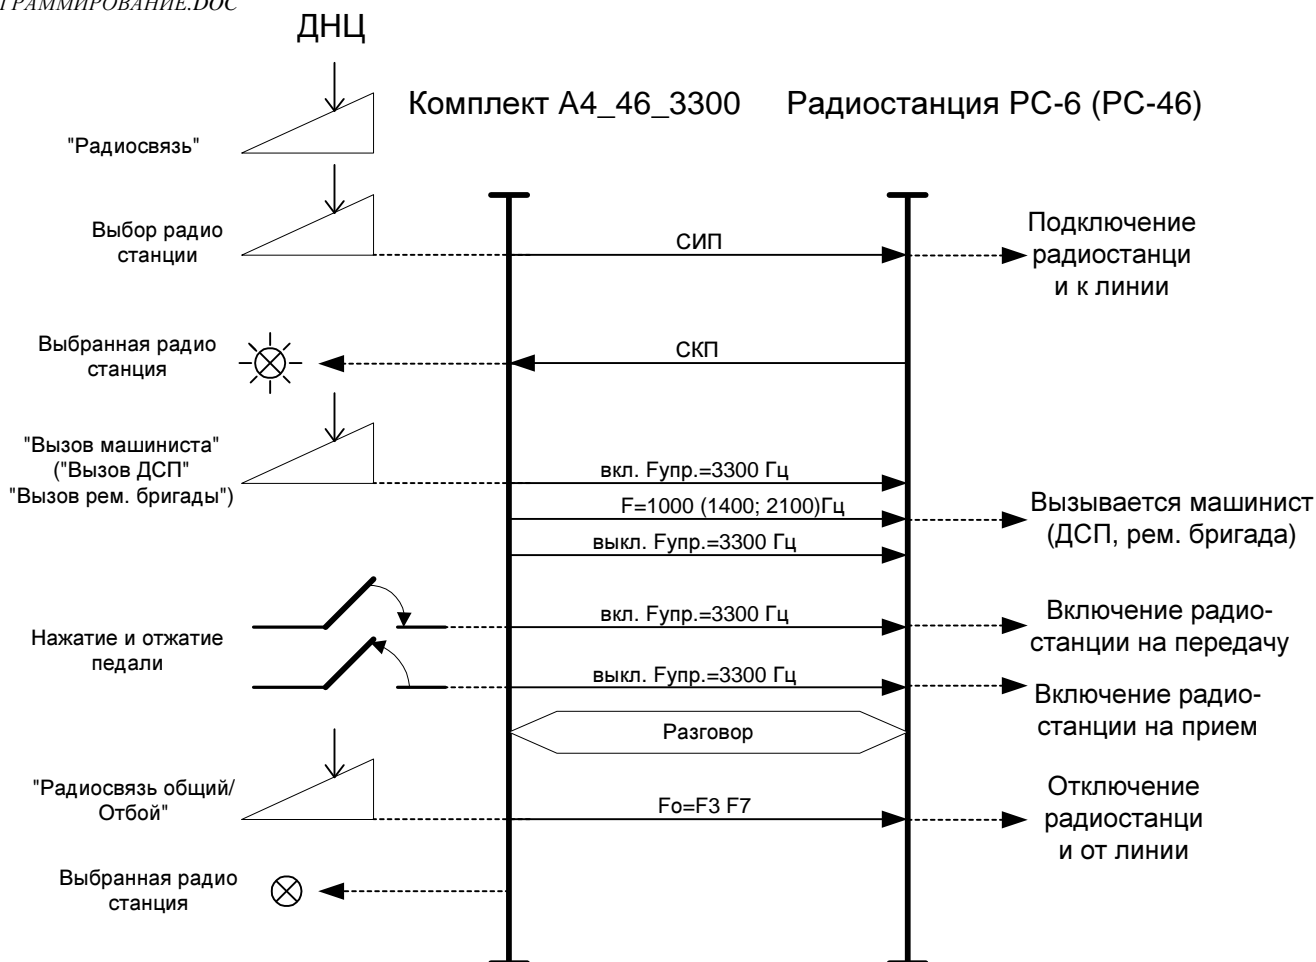 ГРАММИРОВАНИЕ.DOC
ДНЦ
Комплект А4_46_3300
Радиостанция РС-6 (РС-46)
"Радиосвязь"
Выбор радио
станции
СИП
Подключение
радиостанци
и к линии
Выбранная радио
станция
СКП
"Вызов машиниста"
("Вызов ДСП"
"Вызов рем. бригады")
вкл. Fупр.=3300 Гц
F=1000 (1400; 2100)Гц
выкл. Fупр.=3300 Гц
Вызывается машинист
(ДСП, рем. бригада)
Нажатие и отжатие
педали
вкл. Fупр.=3300 Гц
Включение радио-
станции на передачу
выкл. Fупр.=3300 Гц
Включение радио-
станции на прием
Разговор
"Радиосвязь общий/
Отбой"
Fo=F3 F7
Отключение
радиостанци
и от линии
Выбранная радио
станция